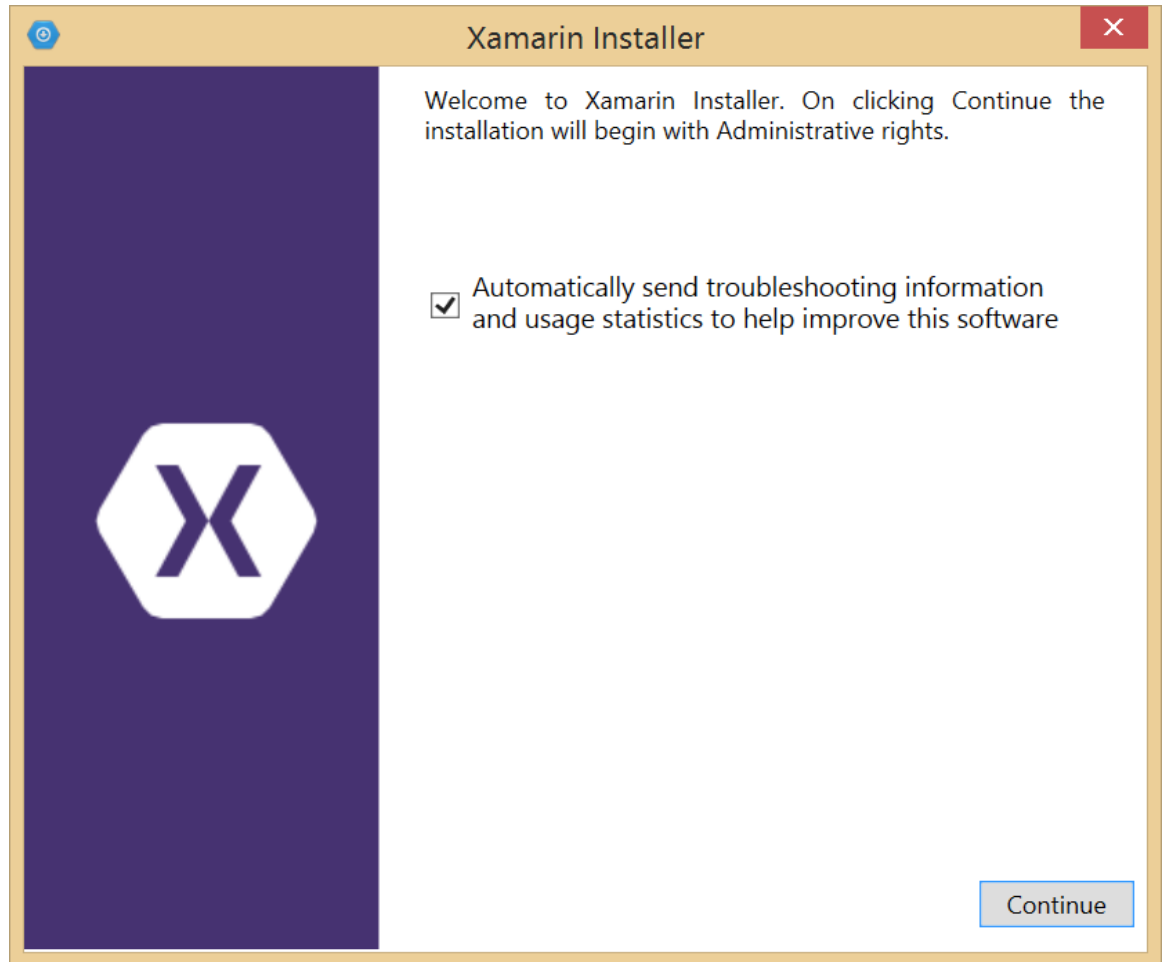 Xamarin Installer
Welcome to Xamarin Installer. On clicking Continue the
installation will begin with Administrative rights.
Automatically send troubleshooting information
and usage statistics to help improve this software
Continue